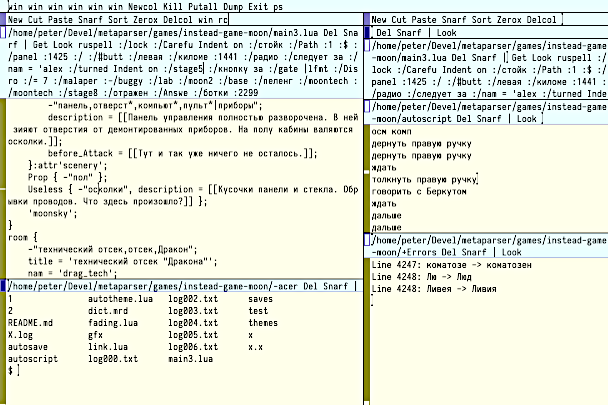 win win win win win win Newcol Kill Putall Dump Exit ps
New Cut Paste Snarf Sort Zerox Delcol win rc
/home/peter/Devel/metaparser/games/instead-game-moon/main3.lua Del Sna
rf | Get Look ruspell :/lock :/Carefu Indent on :/стойк :/Path :1 :$ :
/panel :1425 :/ :/#butt :/левая :/киломе :1441 :/радио :/следует за :/
nam = 'alex :/turned Indent on :/stage5 :/кнопку за :/gate |lfmt :/Dis
ro :/= 7 :/malaper :-/buggy :/lab :/moon2 :/base :/пепенг :/moontech :
/moontech :/stage8 :/отражен /Answe :/ботки :2299
-"панель,отверст*,компьют*,пульт*|приборы";
description = [[Панель управления полностью разворочена. В ней
зияют отверстия от демонтированных приборов. На полу кабины валяются
осколки.]];
before_Attack = [[Тут и так уже ничего не осталось.]];
}:attr'scenery';
Prop { -"пол" };
Useless { -"осколки", description = [[Кусочки панели и стекла. Обр
ывки проводов. Что здесь произошло?]] };
'moonsky';
}
room {
-"технический отсек,отсек,Дракон";
title = 'технический отсек "Дракона"';
nam = 'drag_tech';
/home/peter/Devel/metaparser/games/instead-game-moon/-acer Del Snarf |
1 autotheme.lua log002.txt saves
2 dict.mrd log003.txt test
README.md fading.lua log004.txt themes
X.log gfx log005.txt x
autosave link.lua log006.txt x.x
autoscript log000.txt main3.lua
$
New Cut Paste Snarf Sort Zerox Delcol
Del Snarf | Look
/home/peter/Devel/metaparser/games/instead-game
-moon/main3.lua Del Snarf | Get Look ruspell :/
lock :/Carefu Indent on :/стойк :/Path :1 :$ :/
panel :1425 :/ :/#butt :/левая :/киломе :1441 :
/радио :/следует за :/nam = 'alex :/turned Inde
/home/peter/Devel/metaparser/games/instead-game
-moon/autoscript Del Snarf | Look
осм комп
дернуть правую ручку
дернуть правую ручку
ждать
толкнуть правую ручку
говорить с Беркутом
ждать
дальше
дальше
/home/peter/Devel/metaparser/games/instead-game
-moon/+Errors Del Snarf | Look
Line 4247: коматозе -> коматозен
Line 4248: Лю -> Люд
Line 4248: Ливея -> Ливия